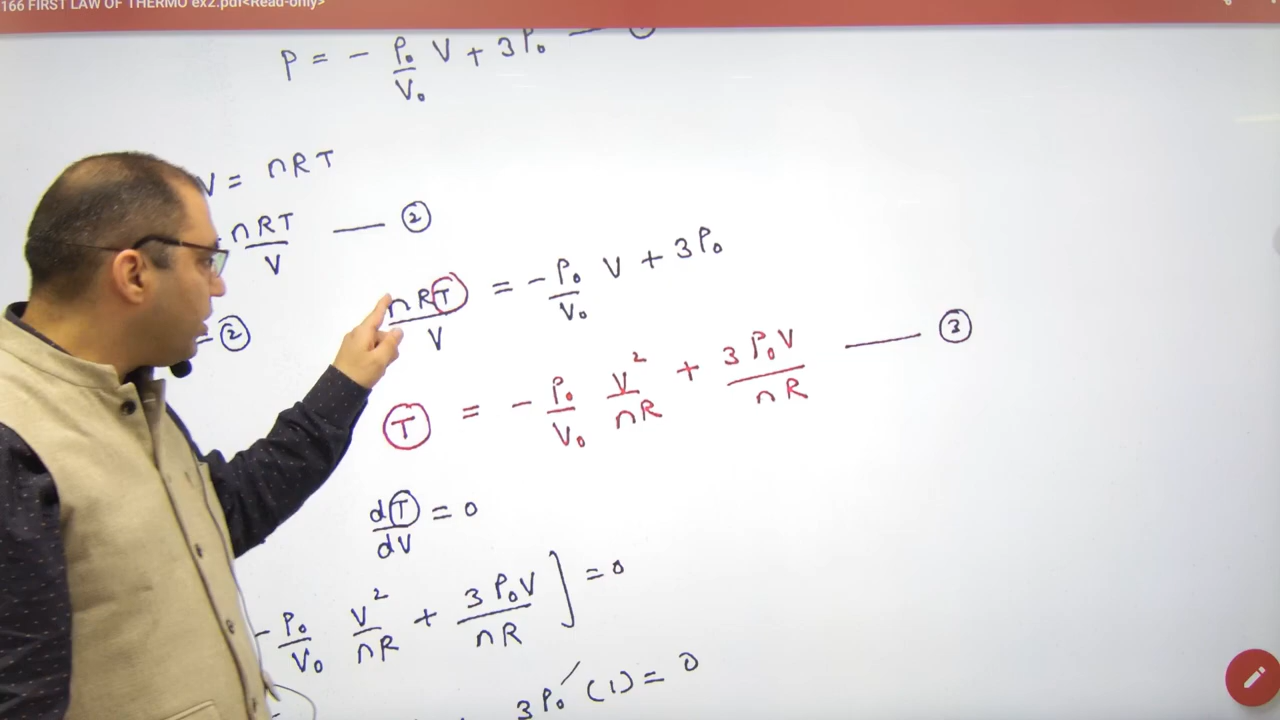 166 FIRST LAW OF THERMO ex2.pdf<Read-only>
P = - P₀/V₀ V + 3P₀ —
V = nRT
nRT/V — ②
②
nRT/V = - P₀/V₀ V + 3P₀
T = - P₀/V₀ V²/nR + 3P₀V/nR — ③
dT/dV = 0
- P₀/V₀ V²/nR + 3P₀V/nR ] = 0
3P₀ (1) = 0